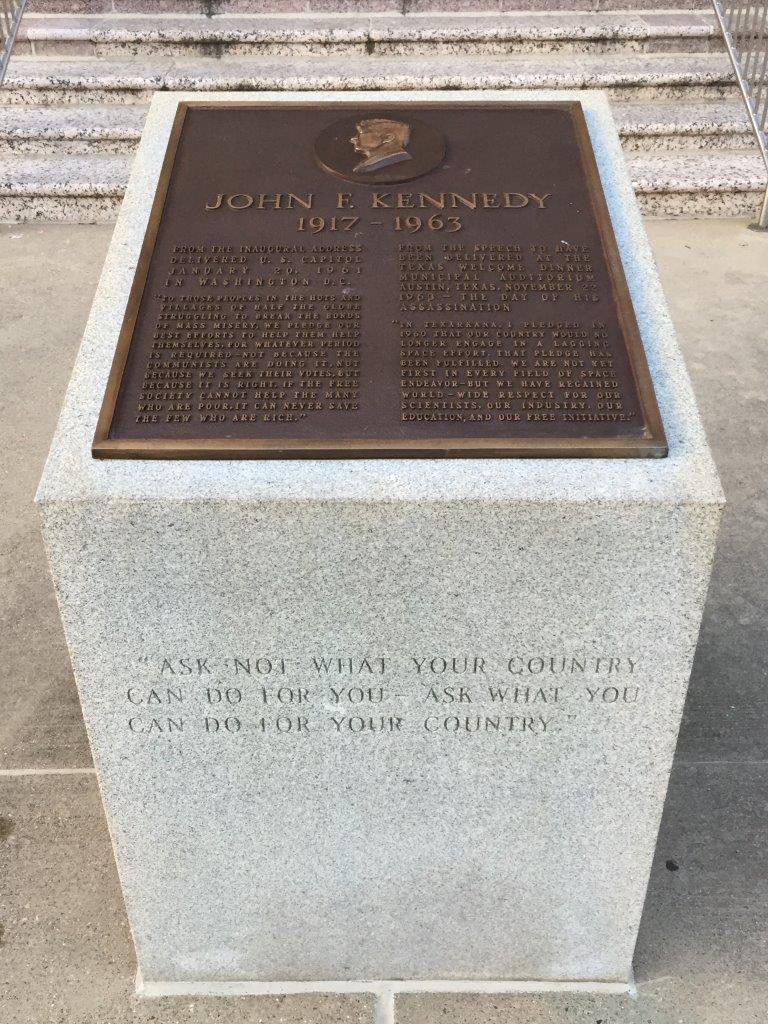 JOHN F. KENNEDY
1917 - 1963
FROM THE INAUGURAL ADDRESS
DELIVERED U. S. CAPITOL
JANUARY 20, 1961
IN WASHINGTON D.C.
"TO THOSE PEOPLES IN THE HUTS AND
VILLAGES OF HALF THE GLOBE
STRUGGLING TO BREAK THE BONDS
OF MASS MISERY, WE PLEDGE OUR
BEST EFFORTS TO HELP THEM HELP
THEMSELVES, FOR WHATEVER PERIOD
IS REQUIRED—NOT BECAUSE THE
COMMUNISTS ARE DOING IT, NOT
BECAUSE WE SEEK THEIR VOTES, BUT
BECAUSE IT IS RIGHT. IF THE FREE
SOCIETY CANNOT HELP THE MANY
WHO ARE POOR, IT CAN NEVER SAVE
THE FEW WHO ARE RICH."
FROM THE SPEECH TO HAVE
BEEN DELIVERED AT THE
TEXAS WELCOME DINNER
MUNICIPAL AUDITORIUM
AUSTIN, TEXAS, NOVEMBER 22
1963 — THE DAY OF HIS
ASSASSINATION
"IN TEXARKANA, I PLEDGED IN
1960 THAT OUR COUNTRY WOULD NO
LONGER ENGAGE IN A LAGGING
SPACE EFFORT. THAT PLEDGE HAS
BEEN FULFILLED. WE ARE NOT YET
FIRST IN EVERY FIELD OF SPACE
ENDEAVOR—BUT WE HAVE REGAINED
WORLD-WIDE RESPECT FOR OUR
SCIENTISTS, OUR INDUSTRY, OUR
EDUCATION, AND OUR FREE INITIATIVE."
"ASK NOT WHAT YOUR COUNTRY
CAN DO FOR YOU — ASK WHAT YOU
CAN DO FOR YOUR COUNTRY."